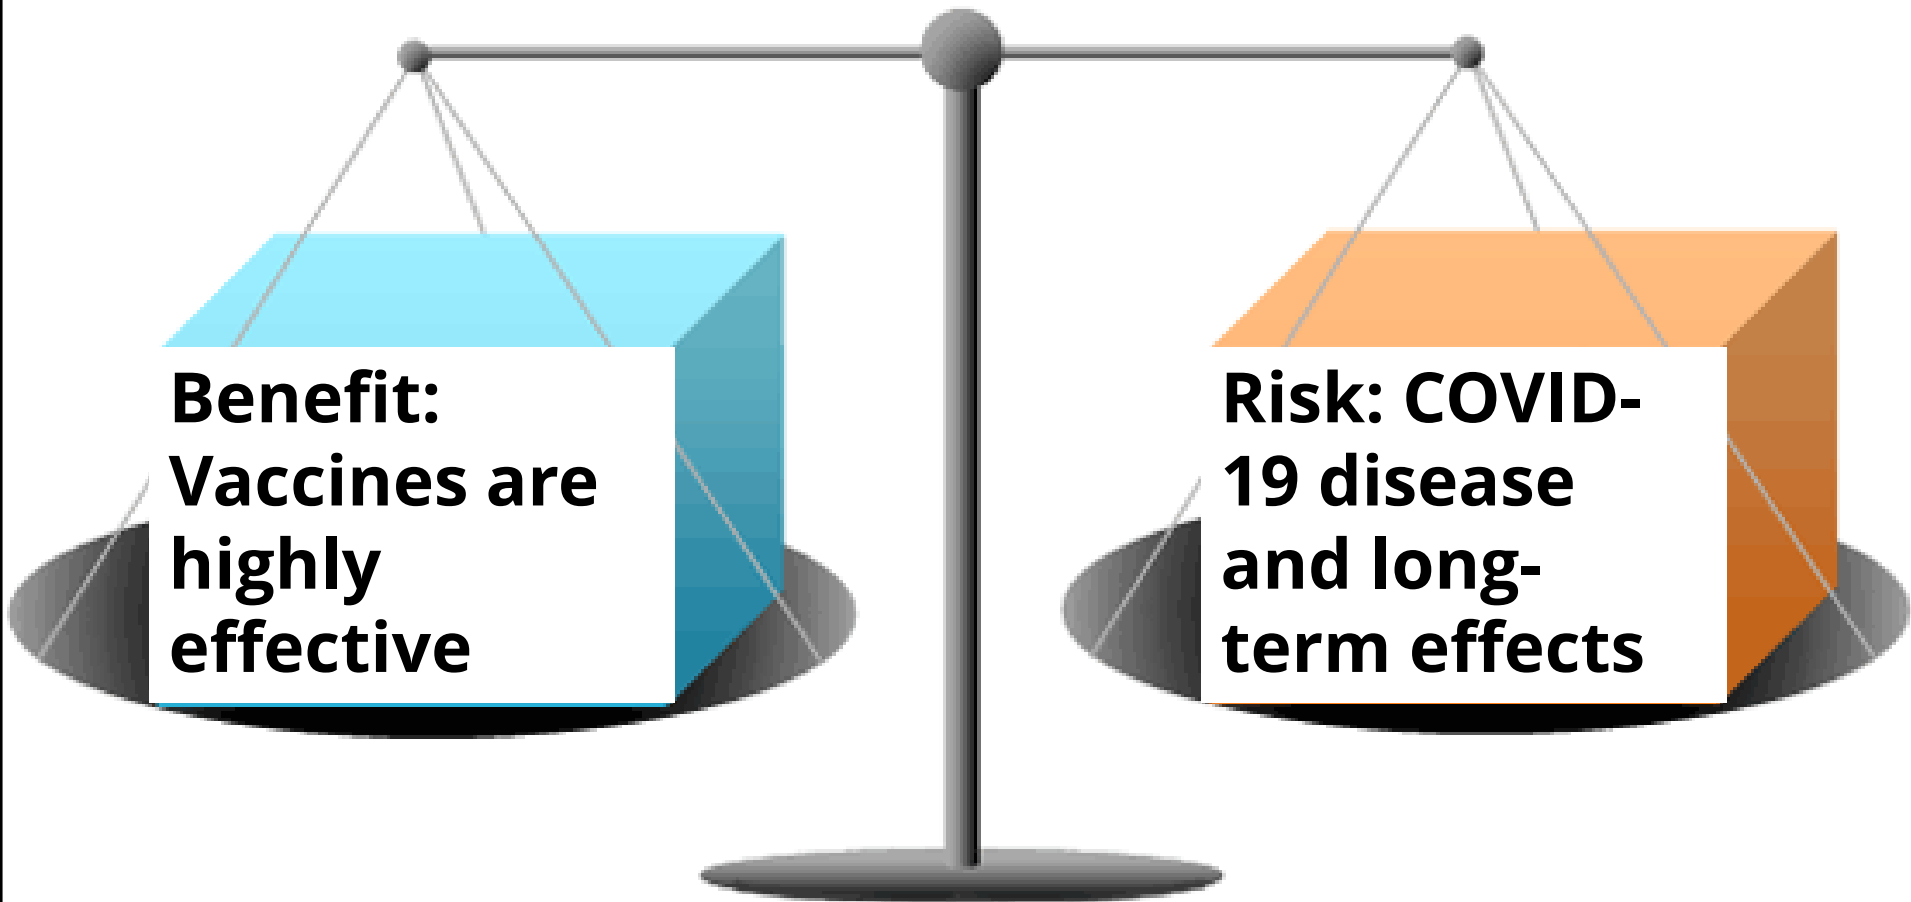 Benefit:
Vaccines are
highly
effective
Risk: COVID-
19 disease
and long-
term effects